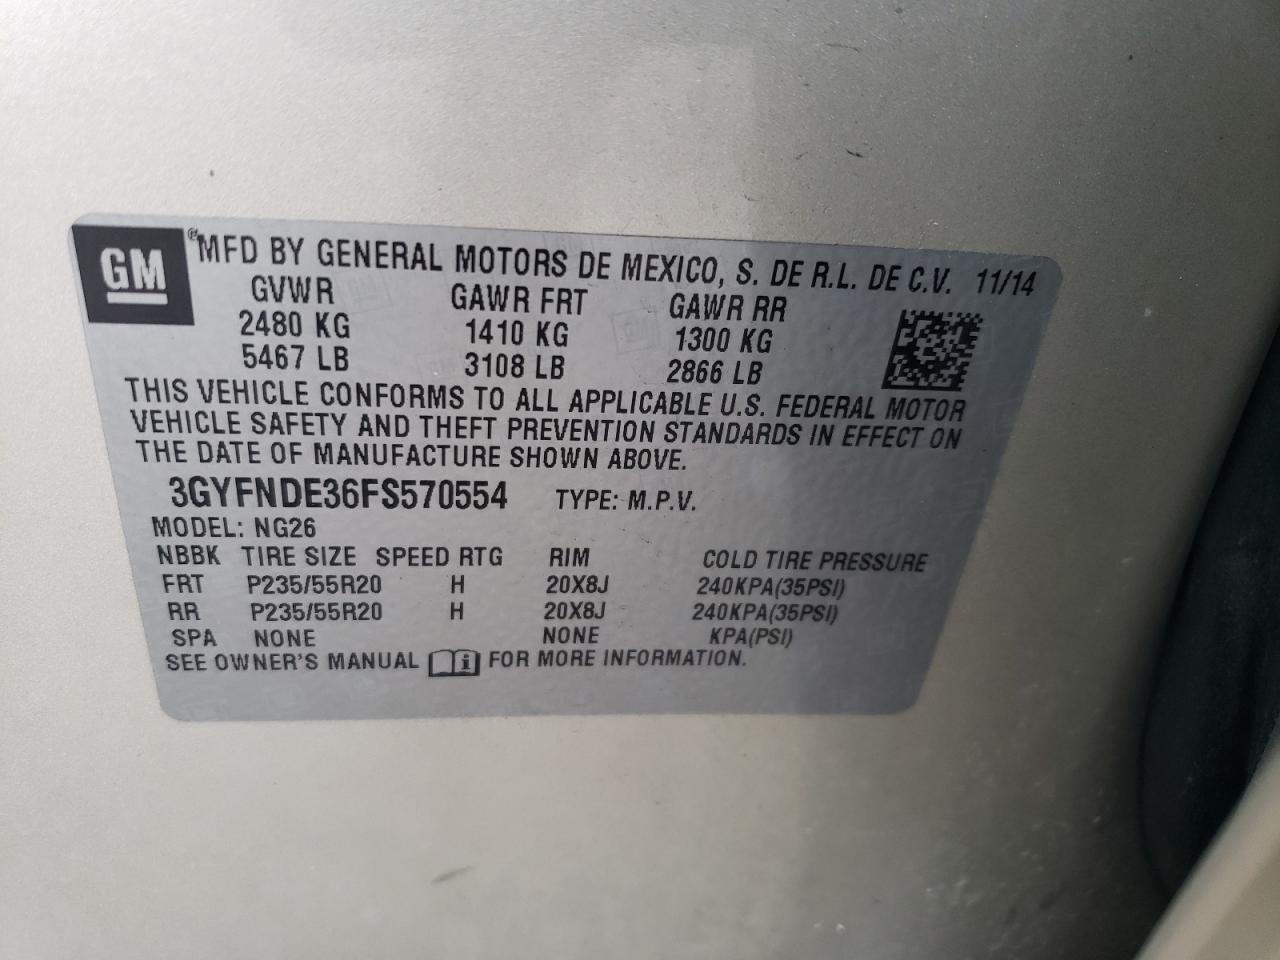 GM
® MFD BY GENERAL MOTORS DE MEXICO, S. DE R.L. DE C.V. 11/14
GVWR GAWR FRT GAWR RR
2480 KG 1410 KG 1300 KG
5467 LB 3108 LB 2866 LB
THIS VEHICLE CONFORMS TO ALL APPLICABLE U.S. FEDERAL MOTOR
VEHICLE SAFETY AND THEFT PREVENTION STANDARDS IN EFFECT ON
THE DATE OF MANUFACTURE SHOWN ABOVE.
3GYFNDE36FS570554 TYPE: M.P.V.
MODEL: NG26
NBBK TIRE SIZE SPEED RTG RIM COLD TIRE PRESSURE
FRT P235/55R20 H 20X8J 240KPA(35PSI)
RR P235/55R20 H 20X8J 240KPA(35PSI)
SPA NONE NONE KPA(PSI)
SEE OWNER'S MANUAL i FOR MORE INFORMATION.